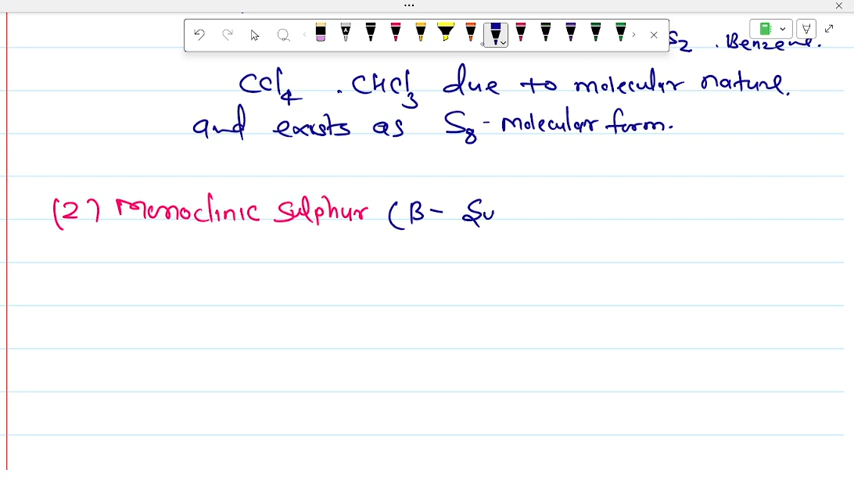 S2 . Benzene.
CCl4 . CHCl3 due to molecular nature.
and exists as S8 - molecular form.
(2) Monoclinic Sulphur (B - Su